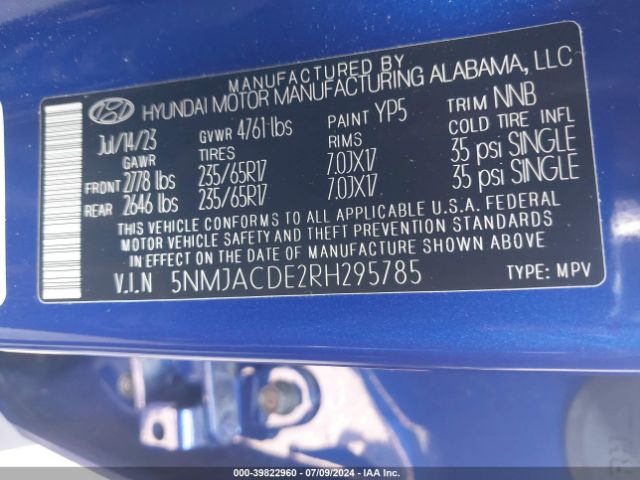 MANUFACTURED BY
HYUNDAI MOTOR MANUFACTURING ALABAMA, LLC
Jul/14/23 GVWR 4761-lbs PAINT YP5 TRIM NNB
GAWR TIRES RIMS COLD TIRE INFL
FRONT 2778 lbs 235/65R17 7.0JX17 35 psi SINGLE
REAR 2646 lbs 235/65R17 7.0JX17 35 psi SINGLE
THIS VEHICLE CONFORMS TO ALL APPLICABLE U.S.A. FEDERAL
MOTOR VEHICLE SAFETY AND THEFT PREVENTION STANDARDS
IN EFFECT ON THE DATE OF MANUFACTURE SHOWN ABOVE.
V.I.N 5NMJACDE2RH295785 TYPE: MPV
000-39822960 - 07/09/2024 - IAA Inc.